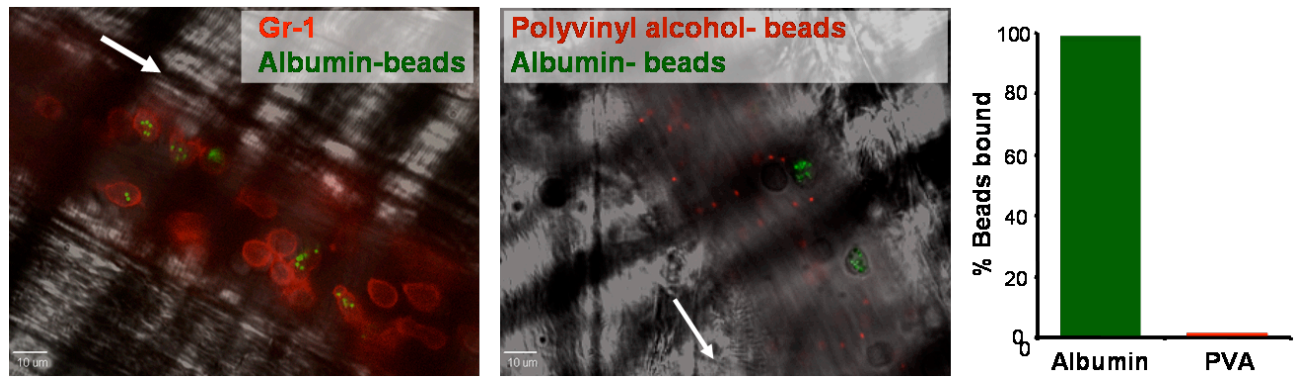 Gr-1
Albumin-beads
10 um
Polyvinyl alcohol- beads
Albumin- beads
10 um
% Beads bound
100
80
60
40
20
0
0
Albumin
PVA